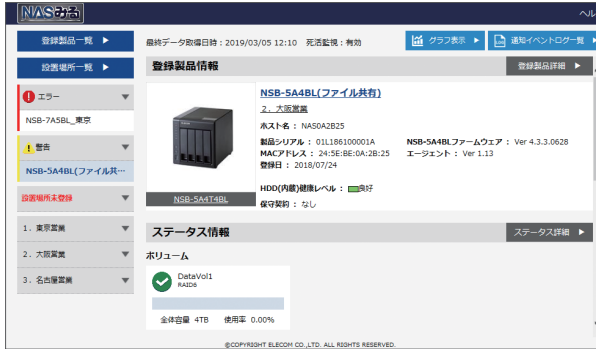 NASみる
ヘル
登録製品一覧 ▶
設置場所一覧 ▶
エラー ▼
NSB-7A5BL_東京
警告 ▼
NSB-5A4BL(ファイル共…
設置場所未登録 ▼
1. 東京営業 ▼
2. 大阪営業 ▼
3. 名古屋営業 ▼
最終データ取得日時：2019/03/05 12:10 死活監視：有効
グラフ表示 ▶
通知イベントログ一覧 ▶
登録製品情報
登録製品詳細 ▶
NSB-5A4T4BL
NSB-5A4BL(ファイル共有)
2. 大阪営業
ホスト名： NAS0A2B25
製品シリアル： 01L186100001A NSB-5A4BLファームウェア： Ver 4.3.3.0628
MACアドレス： 24:5E:BE:0A:2B:25 エージェント： Ver 1.13
登録日： 2018/07/24
HDD(内蔵)健康レベル： 良好
保守契約： なし
ステータス情報
ステータス詳細 ▶
ボリューム
DataVol1
RAID6
全体容量 4TB 使用率 0.00%
©COPYRIGHT ELECOM CO.,LTD. ALL RIGHTS RESERVED.